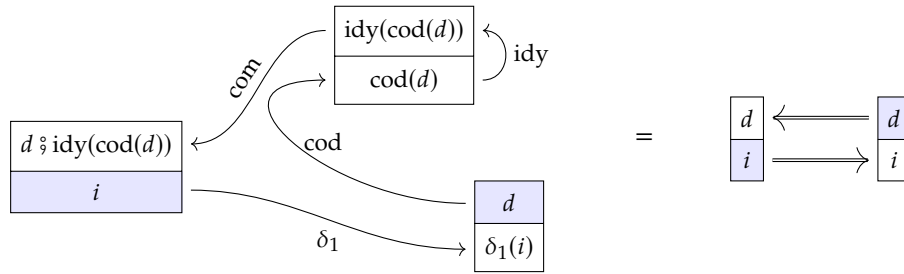 idy(cod(d))
cod(d)
idy
com
cod
d ⨟ idy(cod(d))
i
δ₁
d
δ₁(i)
=
d
i
d
i